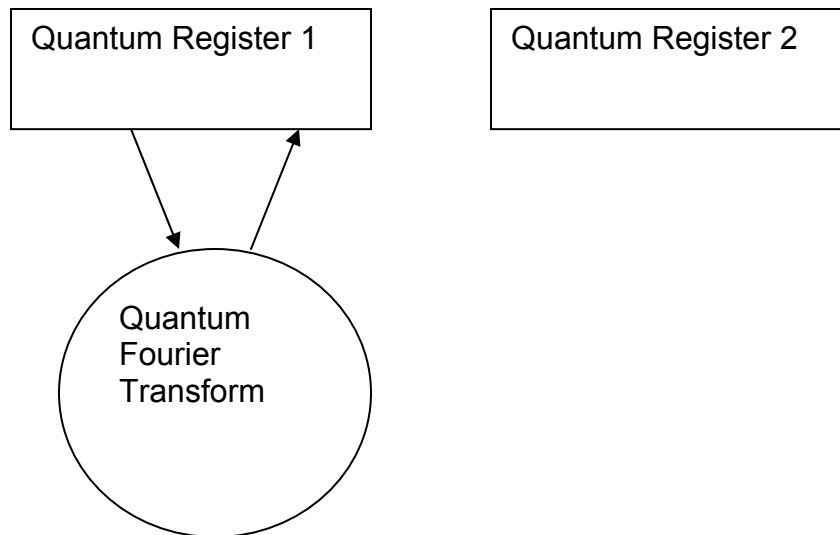 Quantum Register 1
Quantum Register 2
Quantum
Fourier
Transform